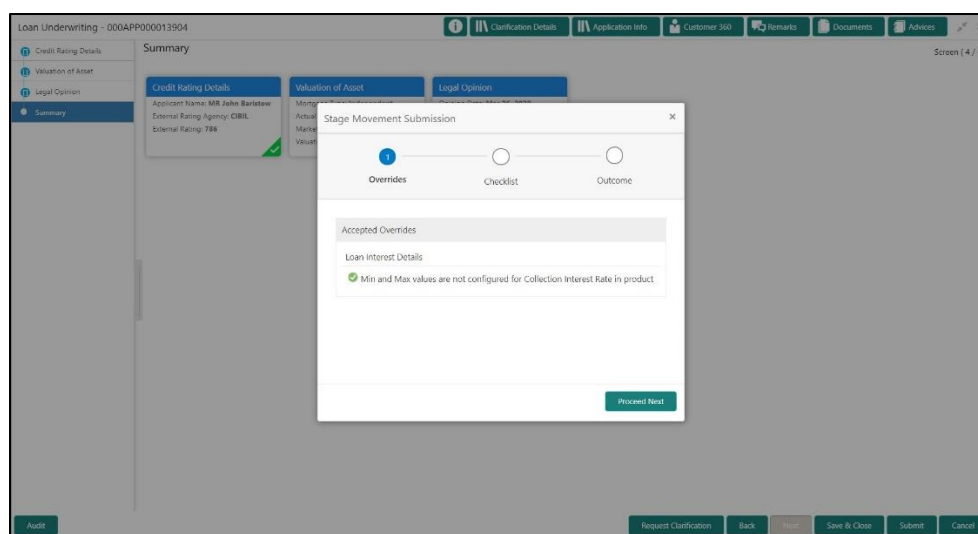 Loan Underwriting - 000APP000013904
Clarification Details
Application Info
Customer 360
Remarks
Documents
Advices
Credit Rating Details
Valuation of Asset
Legal Opinion
Summary
Summary
Screen ( 4 /
Credit Rating Details
Applicant Name: MR John Baristow
External Rating Agency: CIBIL
External Rating: 786
Valuation of Asset
Actual
Legal Opinion
Stage Movement Submission
×
1
Overrides
Checklist
Outcome
Accepted Overrides
Loan Interest Details
Min and Max values are not configured for Collection Interest Rate in product
Proceed Next
Audit
Request Clarification
Back
Next
Save & Close
Submit
Cancel